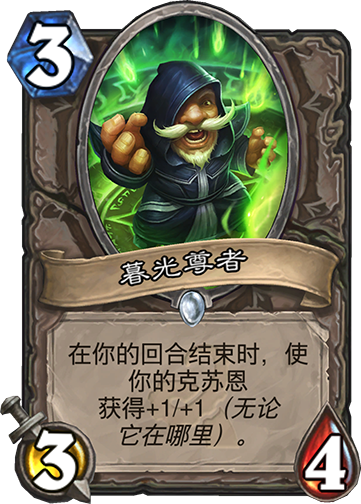 3
暮光尊者
在你的回合结束时，使
你的克苏恩
获得+1/+1（无论
它在哪里）。
3
4